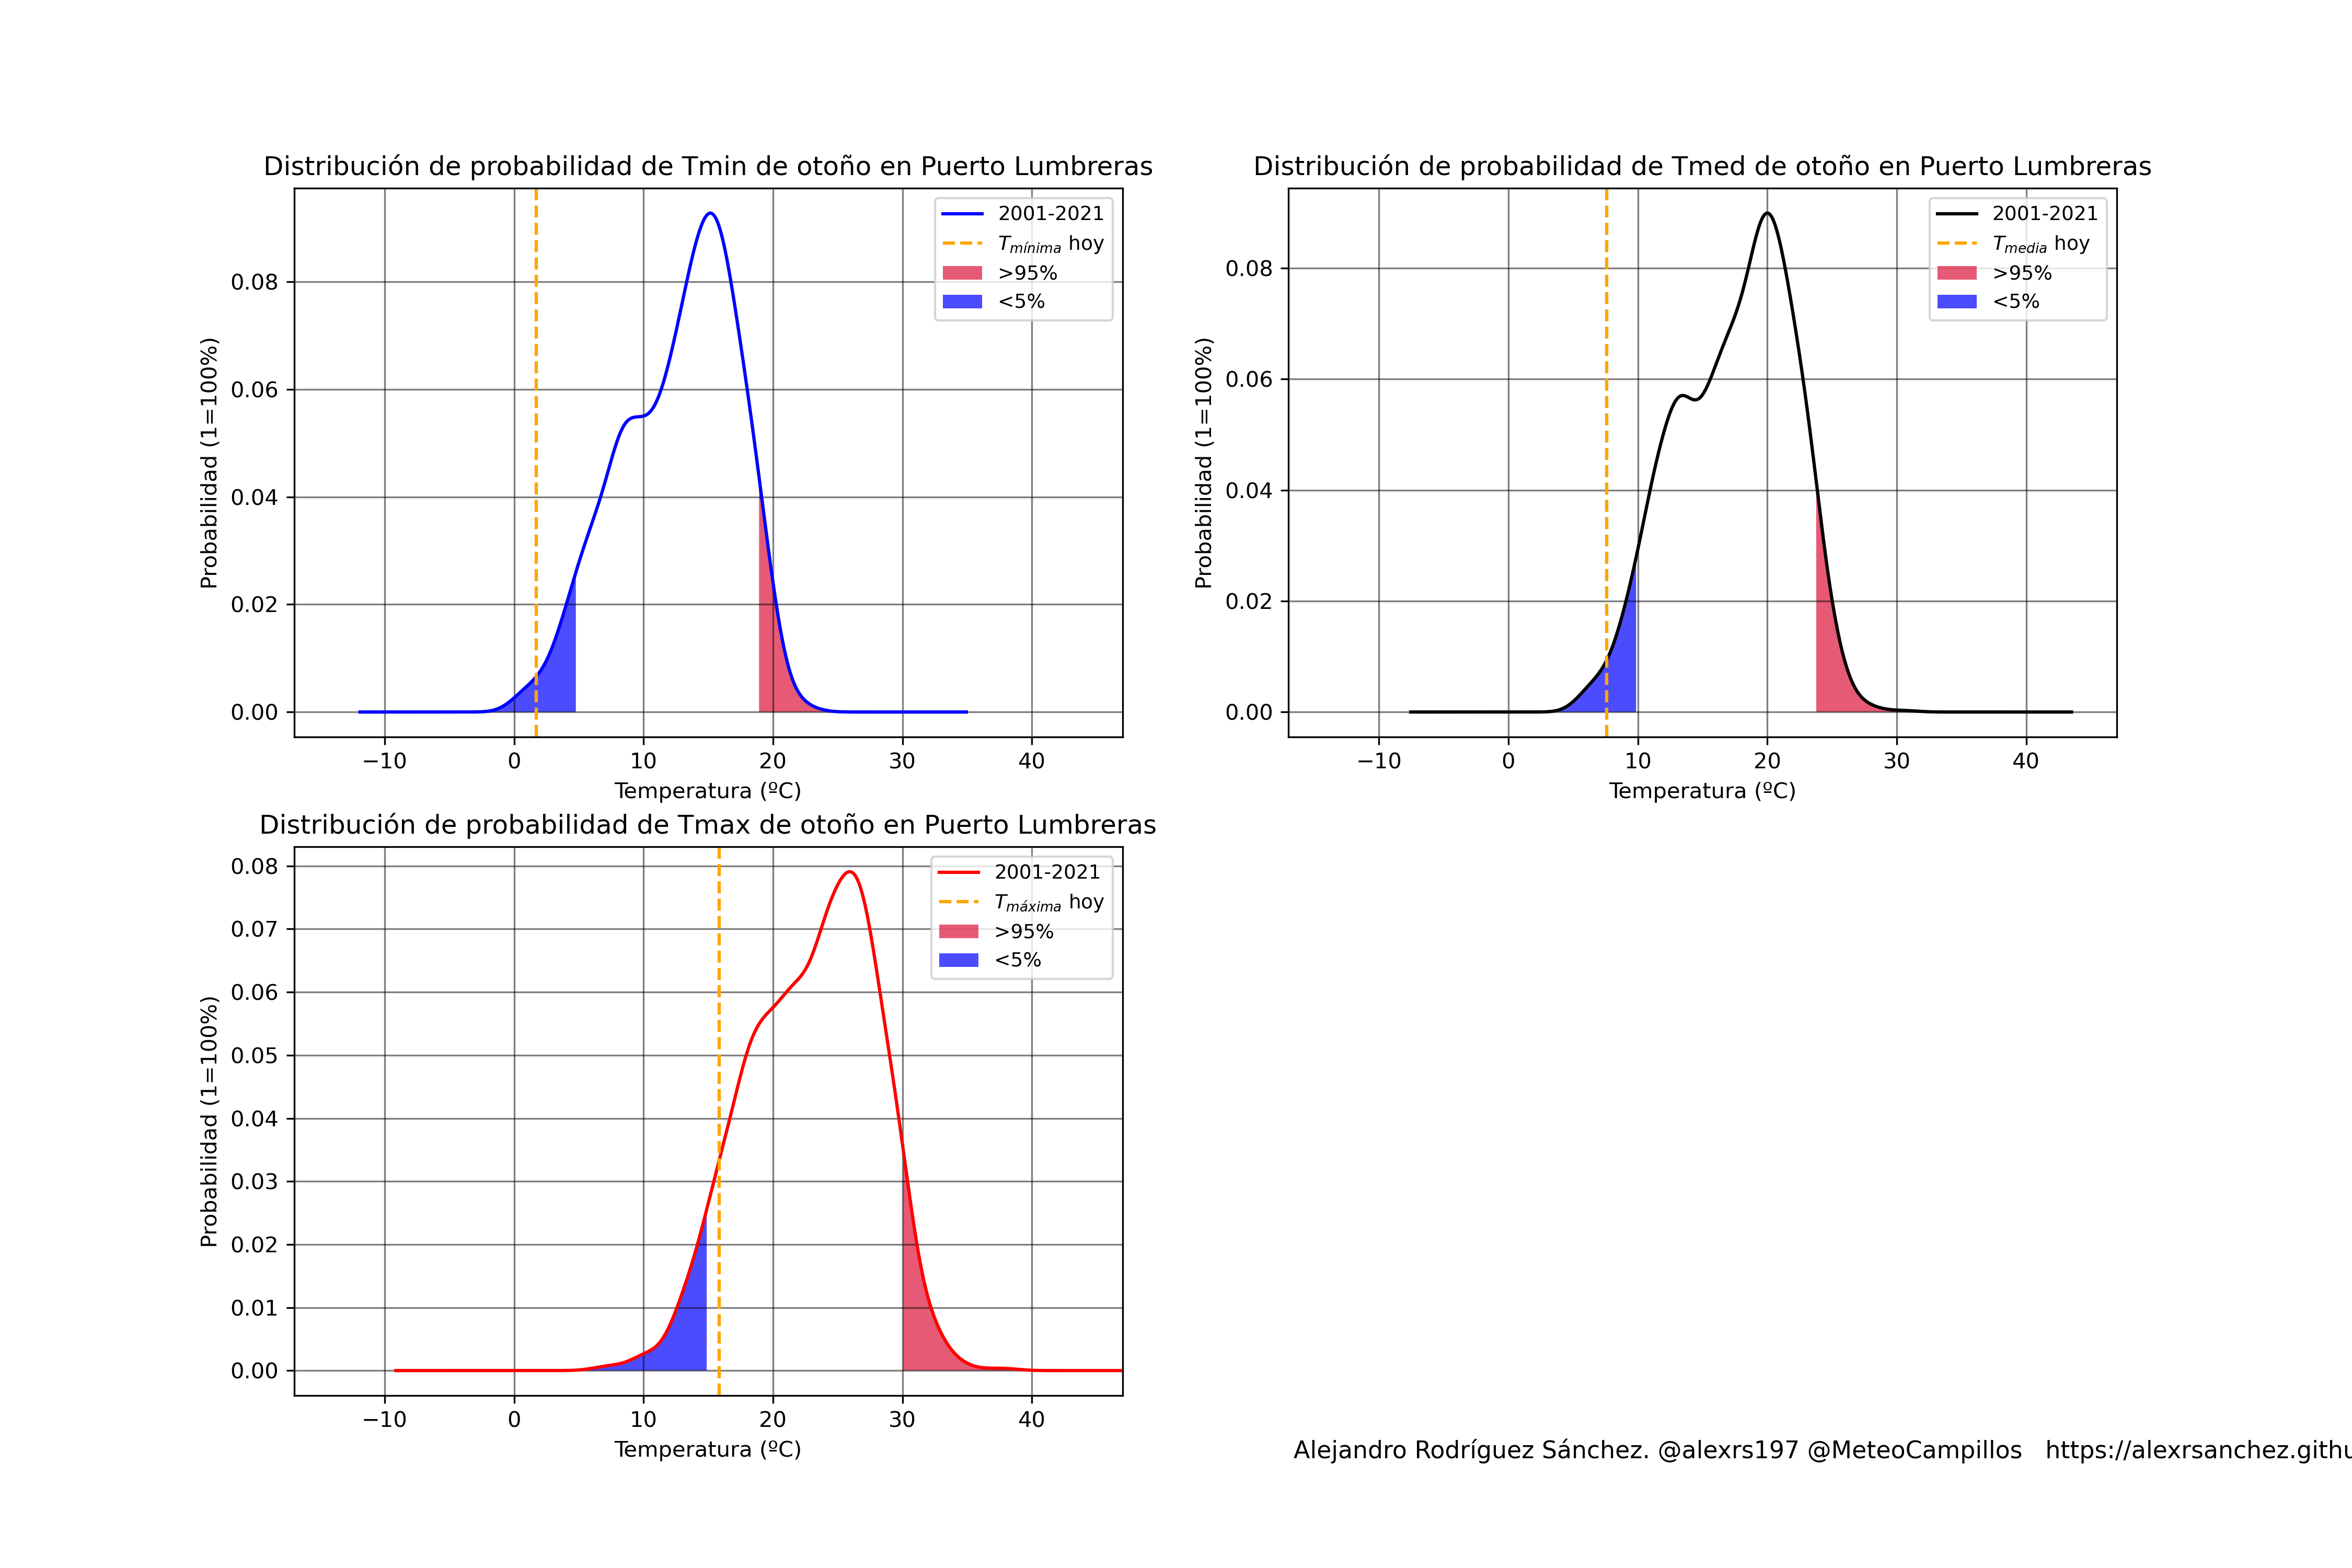 Distribución de probabilidad de Tmin de otoño en Puerto Lumbreras
Probabilidad (1=100%)
0.08
0.06
0.04
0.02
0.00
2001-2021
Tmínima hoy
>95%
<5%
−10 0 10 20 30 40
Temperatura (ºC)
Distribución de probabilidad de Tmed de otoño en Puerto Lumbreras
Probabilidad (1=100%)
0.08
0.06
0.04
0.02
0.00
2001-2021
Tmedia hoy
>95%
<5%
−10 0 10 20 30 40
Temperatura (ºC)
Distribución de probabilidad de Tmax de otoño en Puerto Lumbreras
Probabilidad (1=100%)
0.08
0.07
0.06
0.05
0.04
0.03
0.02
0.01
0.00
2001-2021
Tmáxima hoy
>95%
<5%
−10 0 10 20 30 40
Temperatura (ºC)
Alejandro Rodríguez Sánchez. @alexrs197 @MeteoCampillos https://alexrsanchez.githu